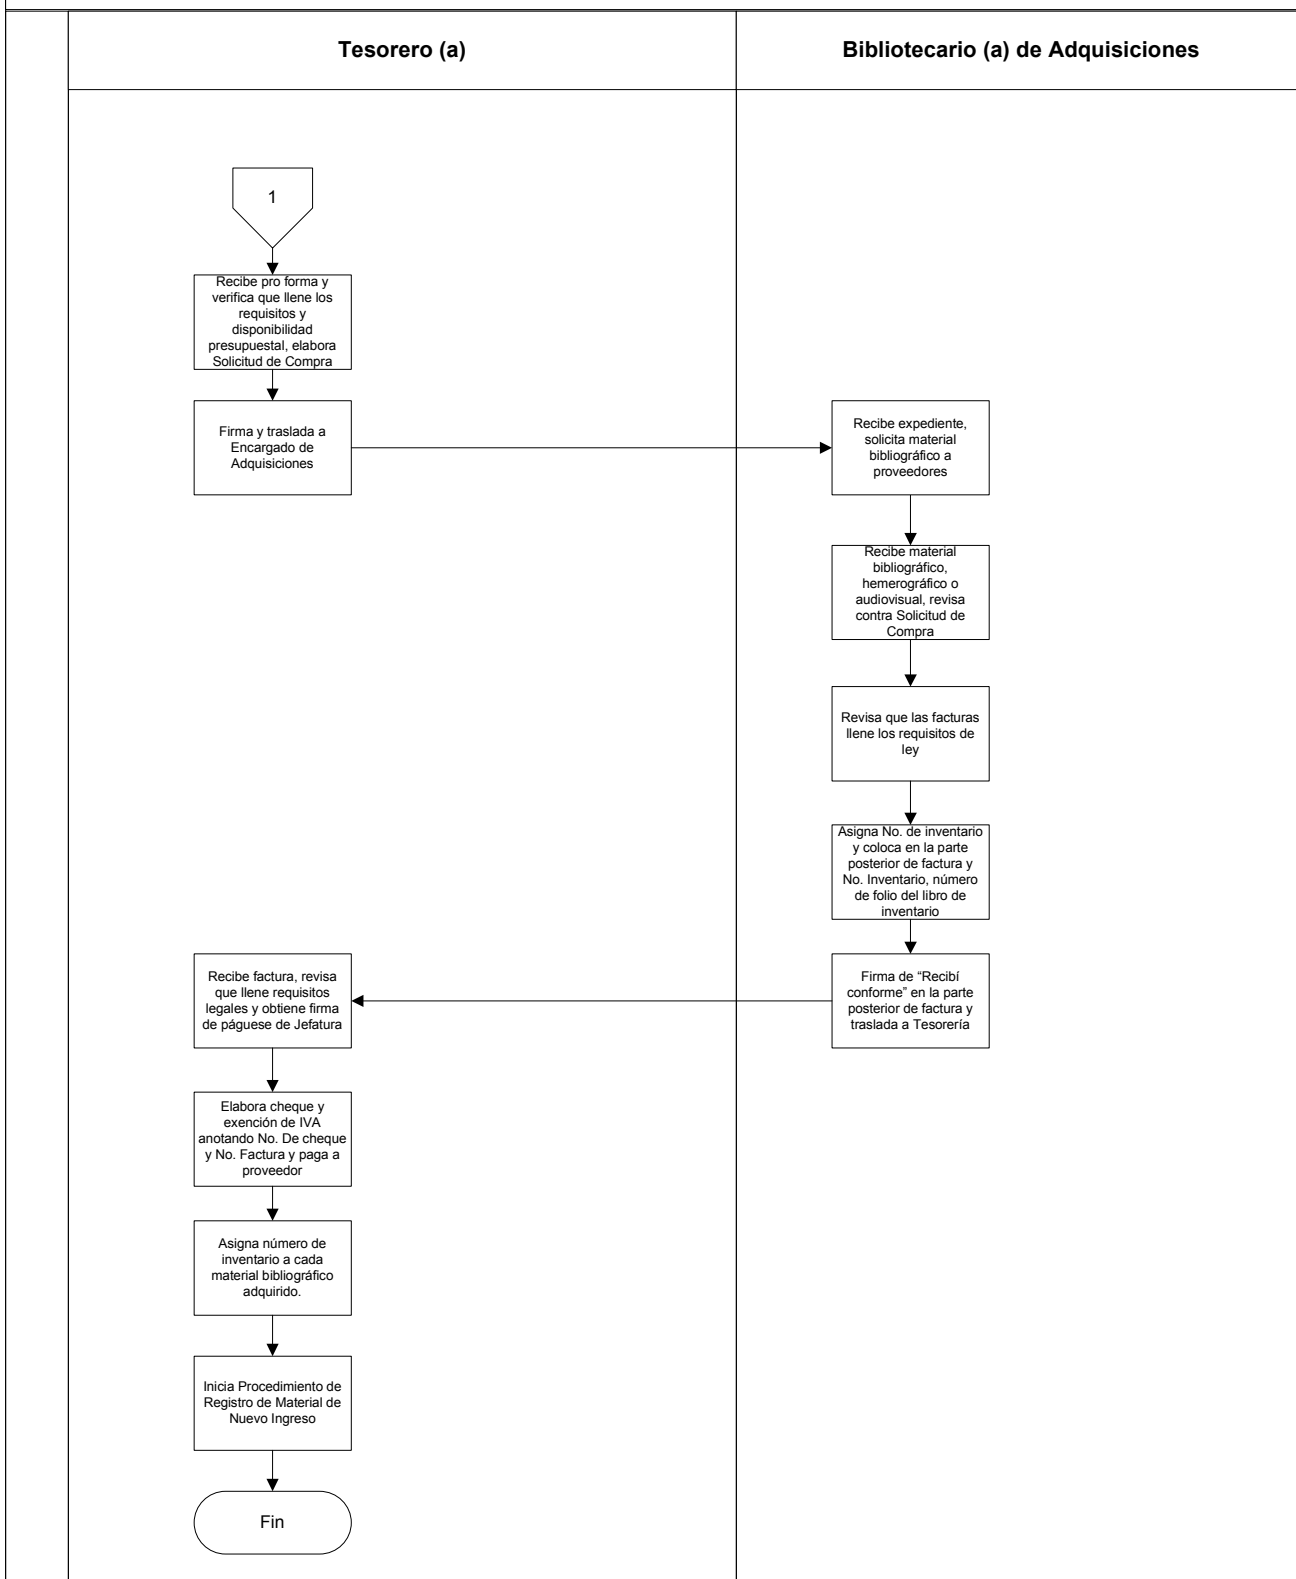 Tesorero (a)
Bibliotecario (a) de Adquisiciones
1
Recibe pro forma y
verifica que llene los
requisitos y
disponibilidad
presupuestal, elabora
Solicitud de Compra
Firma y traslada a
Encargado de
Adquisiciones
Recibe expediente,
solicita material
bibliográfico a
proveedores
Recibe material
bibliográfico,
hemerográfico o
audiovisual, revisa
contra Solicitud de
Compra
Revisa que las facturas
llene los requisitos de
ley
Asigna No. de inventario
y coloca en la parte
posterior de factura y
No. Inventario, número
de folio del libro de
inventario
Firma de “Recibí
conforme” en la parte
posterior de factura y
traslada a Tesorería
Recibe factura, revisa
que llene requisitos
legales y obtiene firma
de páguese de Jefatura
Elabora cheque y
exención de IVA
anotando No. De cheque
y No. Factura y paga a
proveedor
Asigna número de
inventario a cada
material bibliográfico
adquirido.
Inicia Procedimiento de
Registro de Material de
Nuevo Ingreso
Fin